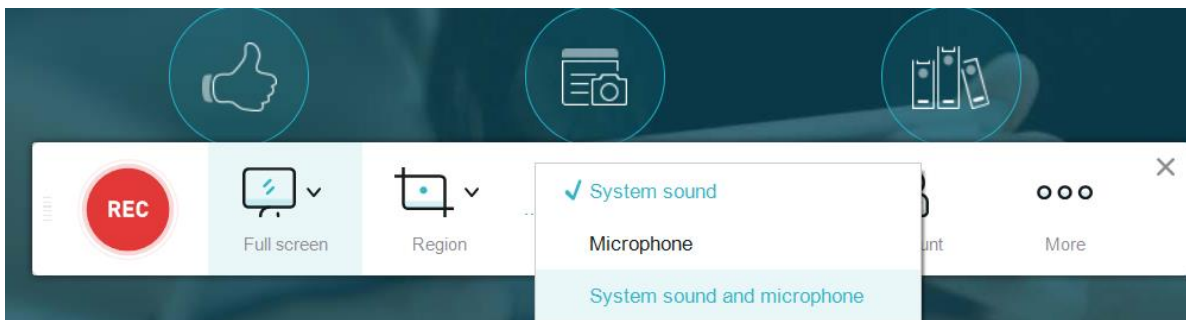 REC
Full screen
Region
System sound
Microphone
System sound and microphone
More